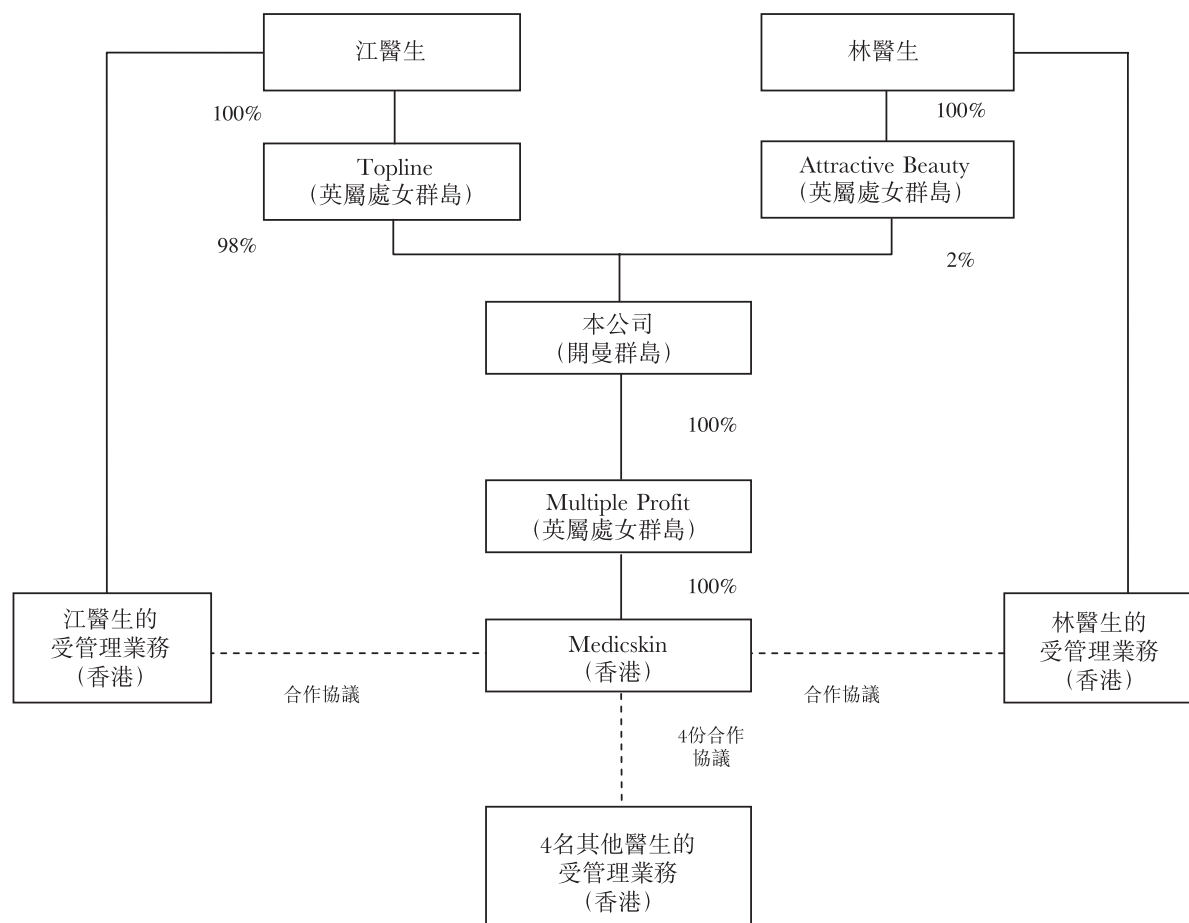 江醫生
林醫生
100%
100%
Topline
(英屬處女群島)
Attractive Beauty
(英屬處女群島)
98%
2%
本公司
(開曼群島)
100%
Multiple Profit
(英屬處女群島)
100%
江醫生的
受管理業務
(香港)
Medicskin
(香港)
林醫生的
受管理業務
(香港)
合作協議
合作協議
4份合作
協議
4名其他醫生的
受管理業務
(香港)